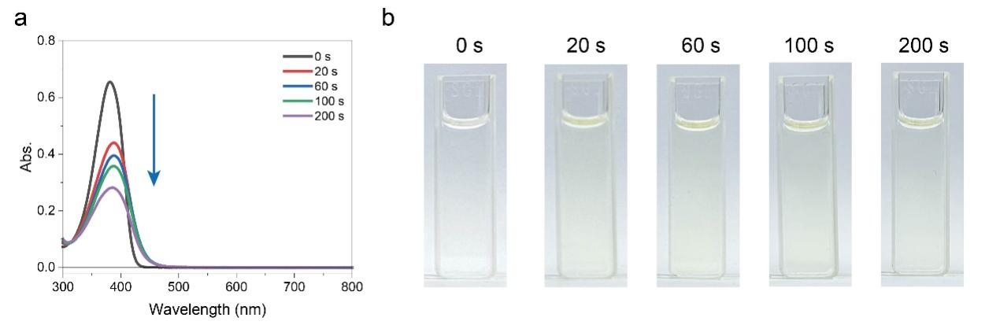 a
0.8
0.6
0.4
0.2
0.0
Abs.
300 400 500 600 700 800
Wavelength (nm)
0 s
20 s
60 s
100 s
200 s
b
0 s 20 s 60 s 100 s 200 s